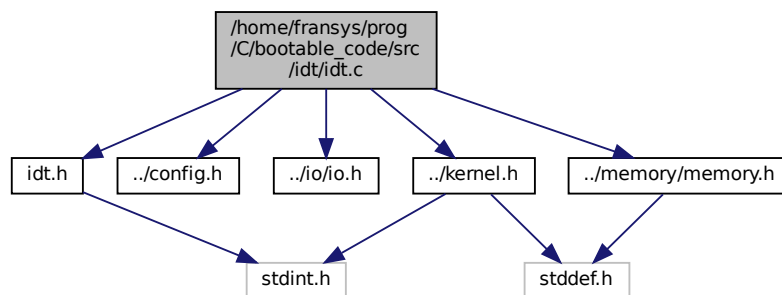 /home/fransys/prog
/C/bootable_code/src
/idt/idt.c
idt.h
../config.h
../io/io.h
../kernel.h
../memory/memory.h
stdint.h
stddef.h